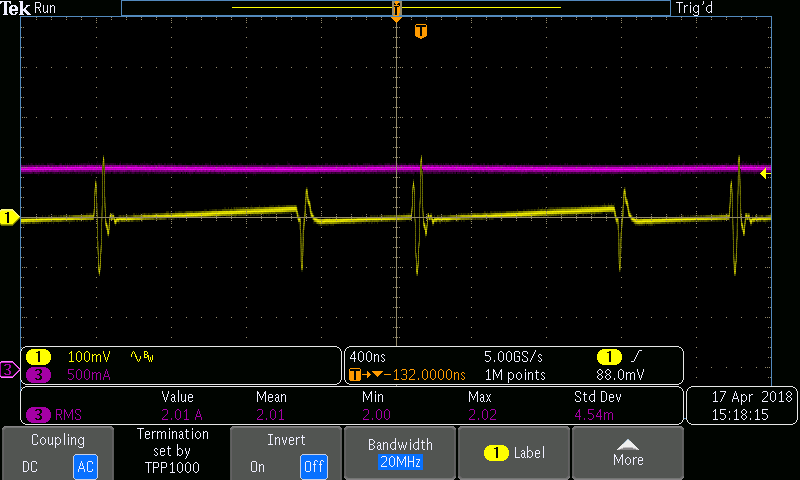 Tek Run Trig'd
T
T
1
3
1 100mV BW
3 500mA
400ns 5.00GS/s 1 88.0mV
T→▼−132.0000ns 1M points
Value Mean Min Max Std Dev
3 RMS 2.01 A 2.01 2.00 2.02 4.54m
17 Apr 2018
15:18:15
Coupling
DC AC
Termination
set by
TPP1000
Invert
On Off
Bandwidth
20MHz
1 Label
More